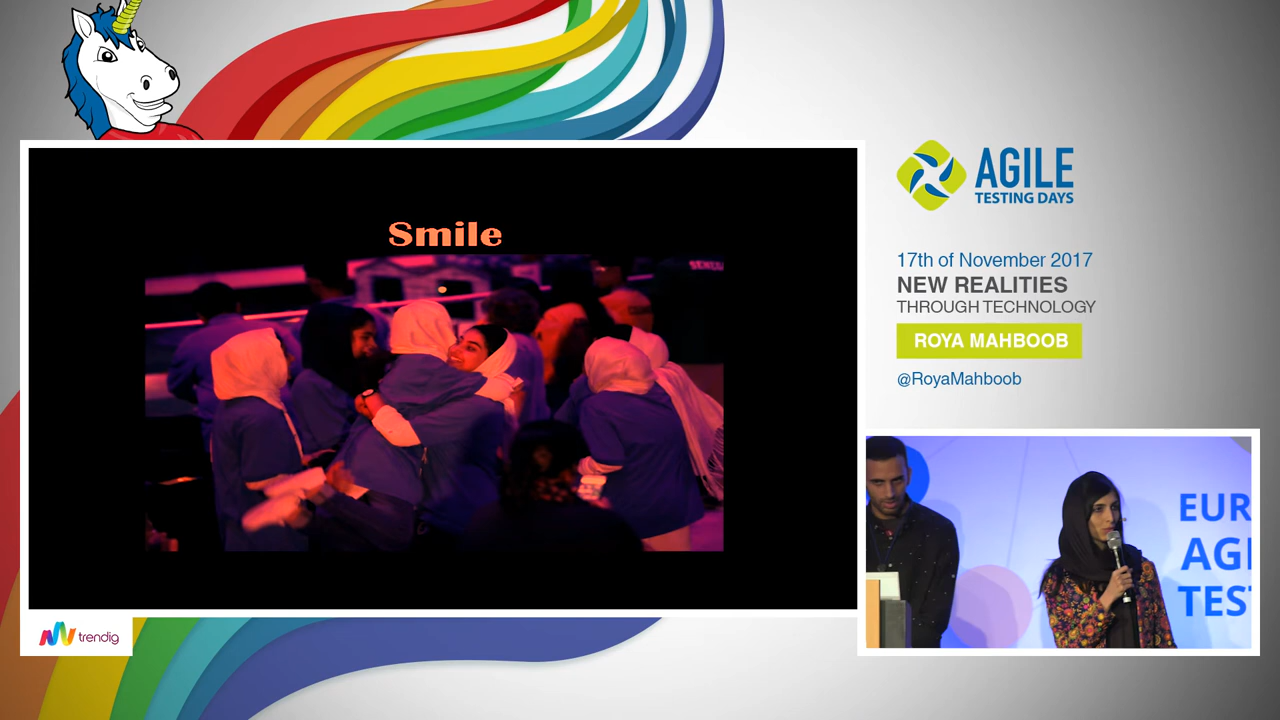 Smile
AGILE
TESTING DAYS
17th of November 2017
NEW REALITIES
THROUGH TECHNOLOGY
ROYA MAHBOOB
@RoyaMahboob
EUR
AGI
TES
trendig